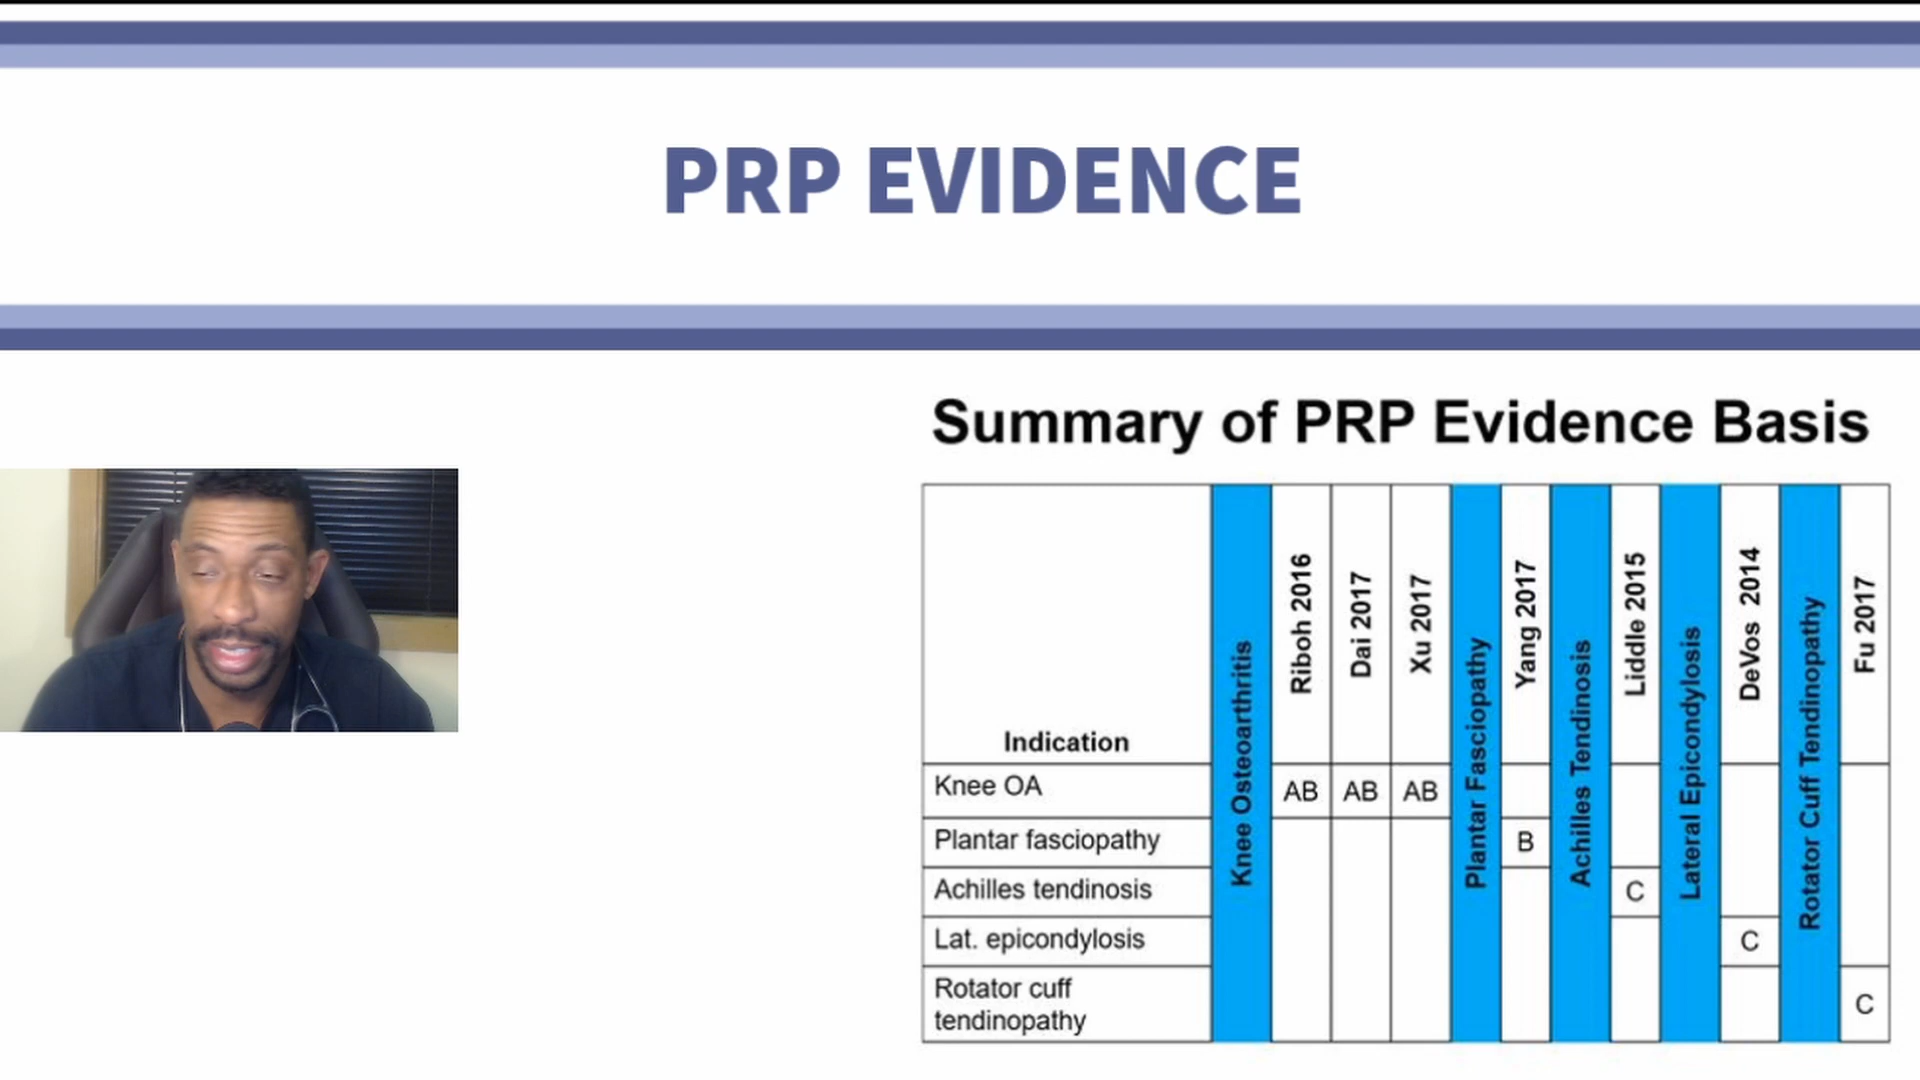 PRP EVIDENCE
Summary of PRP Evidence Basis
Indication
Knee Osteoarthritis
Riboh 2016
Dai 2017
Xu 2017
Plantar Fasciopathy
Yang 2017
Achilles Tendinosis
Liddle 2015
Lateral Epicondylosis
DeVos 2014
Rotator Cuff Tendinopathy
Fu 2017
Knee OA AB AB AB
Plantar fasciopathy B
Achilles tendinosis C
Lat. epicondylosis C
Rotator cuff
tendinopathy C